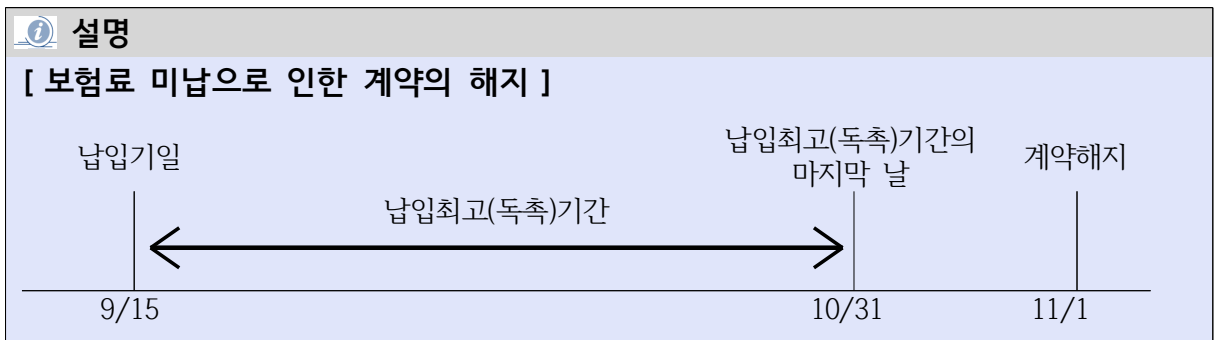 설명
[ 보험료 미납으로 인한 계약의 해지 ]
납입기일
납입최고(독촉)기간의
마지막 날
계약해지
납입최고(독촉)기간
9/15
10/31
11/1